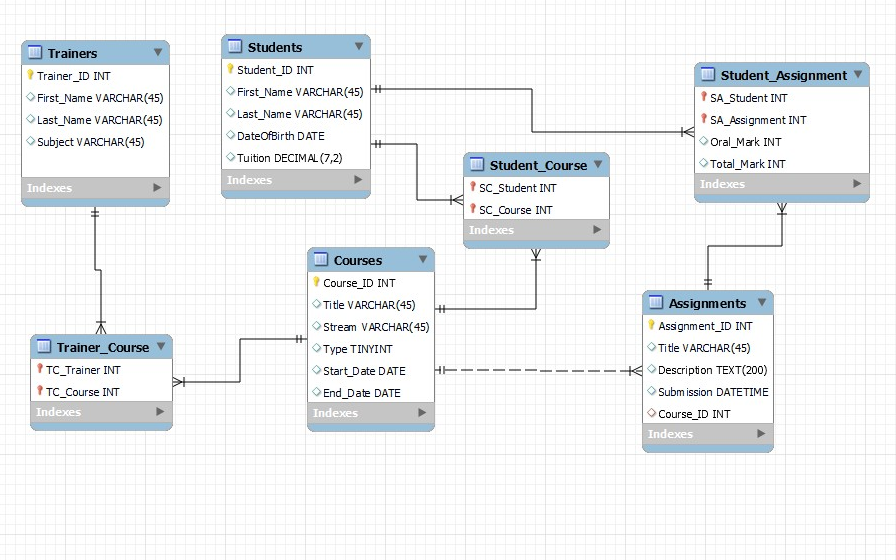 Trainers
Trainer_ID INT
First_Name VARCHAR(45)
Last_Name VARCHAR(45)
Subject VARCHAR(45)
Indexes
Students
Student_ID INT
First_Name VARCHAR(45)
Last_Name VARCHAR(45)
DateOfBirth DATE
Tuition DECIMAL(7,2)
Indexes
Student_Assignment
SA_Student INT
SA_Assignment INT
Oral_Mark INT
Total_Mark INT
Indexes
Student_Course
SC_Student INT
SC_Course INT
Indexes
Courses
Course_ID INT
Title VARCHAR(45)
Stream VARCHAR(45)
Type TINYINT
Start_Date DATE
End_Date DATE
Indexes
Assignments
Assignment_ID INT
Title VARCHAR(45)
Description TEXT(200)
Submission DATETIME
Course_ID INT
Indexes
Trainer_Course
TC_Trainer INT
TC_Course INT
Indexes